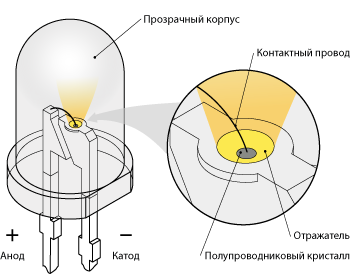 Прозрачный корпус
Контактный провод
+ −
Анод Катод
Отражатель
Полупроводниковый кристалл